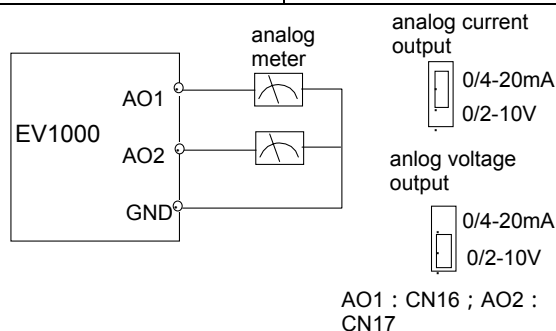 analog
meter
EV1000
AO1
AO2
GND
analog current
output
0/4-20mA
0/2-10V
anlog voltage
output
0/4-20mA
0/2-10V
AO1：CN16；AO2：
CN17